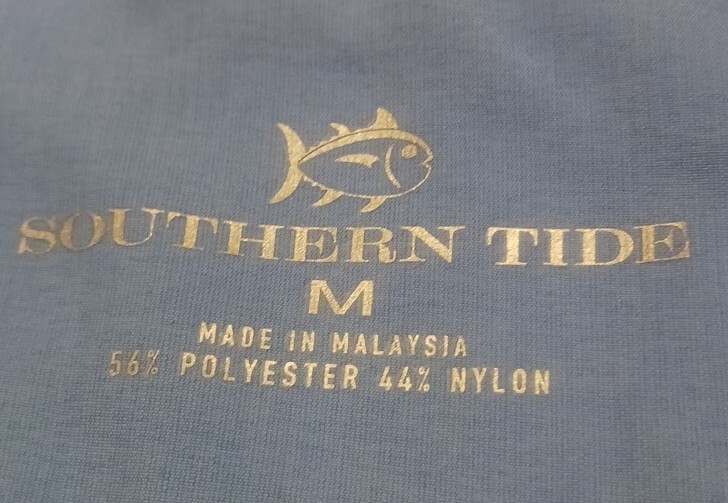 SOUTHERN TIDE
M
MADE IN MALAYSIA
56% POLYESTER 44% NYLON